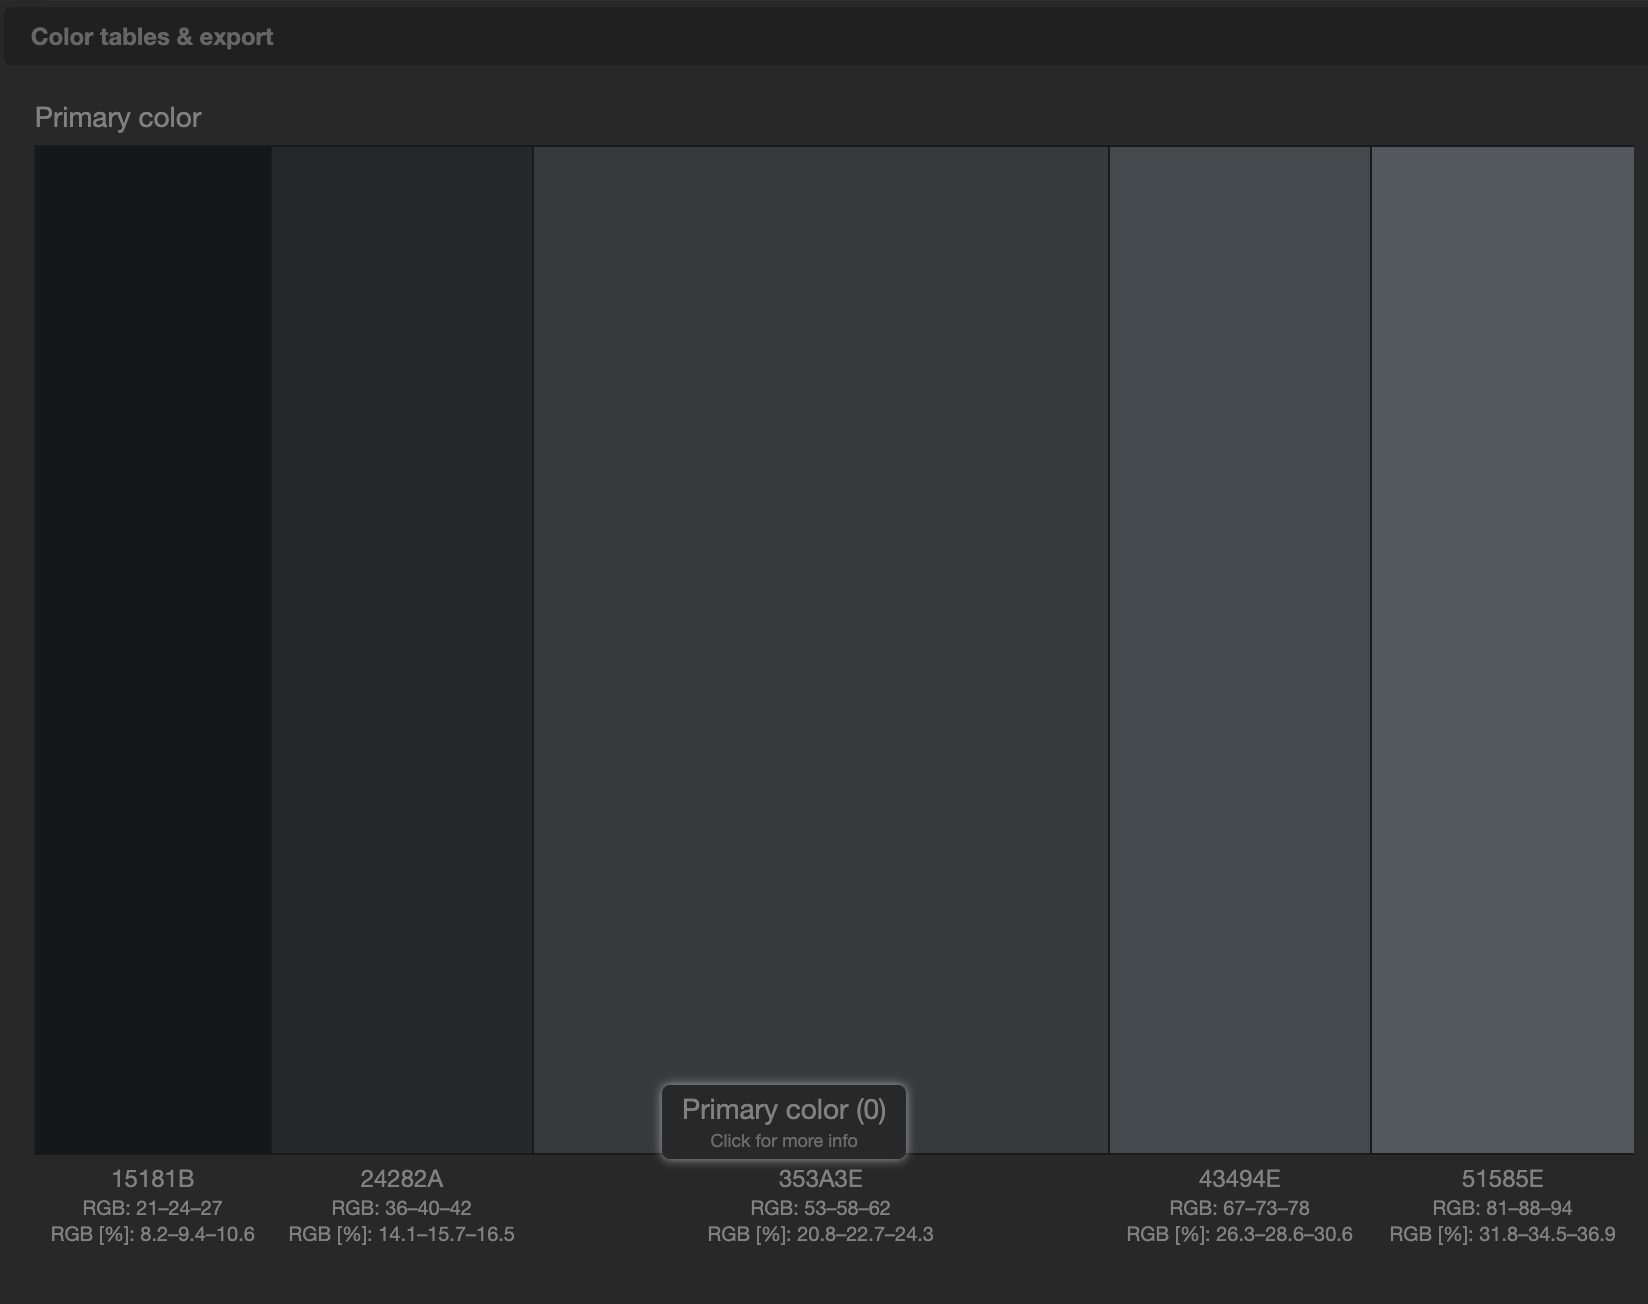 Color tables & export
Primary color
Primary color (0)
Click for more info
15181B
RGB: 21–24–27
RGB [%]: 8.2–9.4–10.6
24282A
RGB: 36–40–42
RGB [%]: 14.1–15.7–16.5
353A3E
RGB: 53–58–62
RGB [%]: 20.8–22.7–24.3
43494E
RGB: 67–73–78
RGB [%]: 26.3–28.6–30.6
51585E
RGB: 81–88–94
RGB [%]: 31.8–34.5–36.9